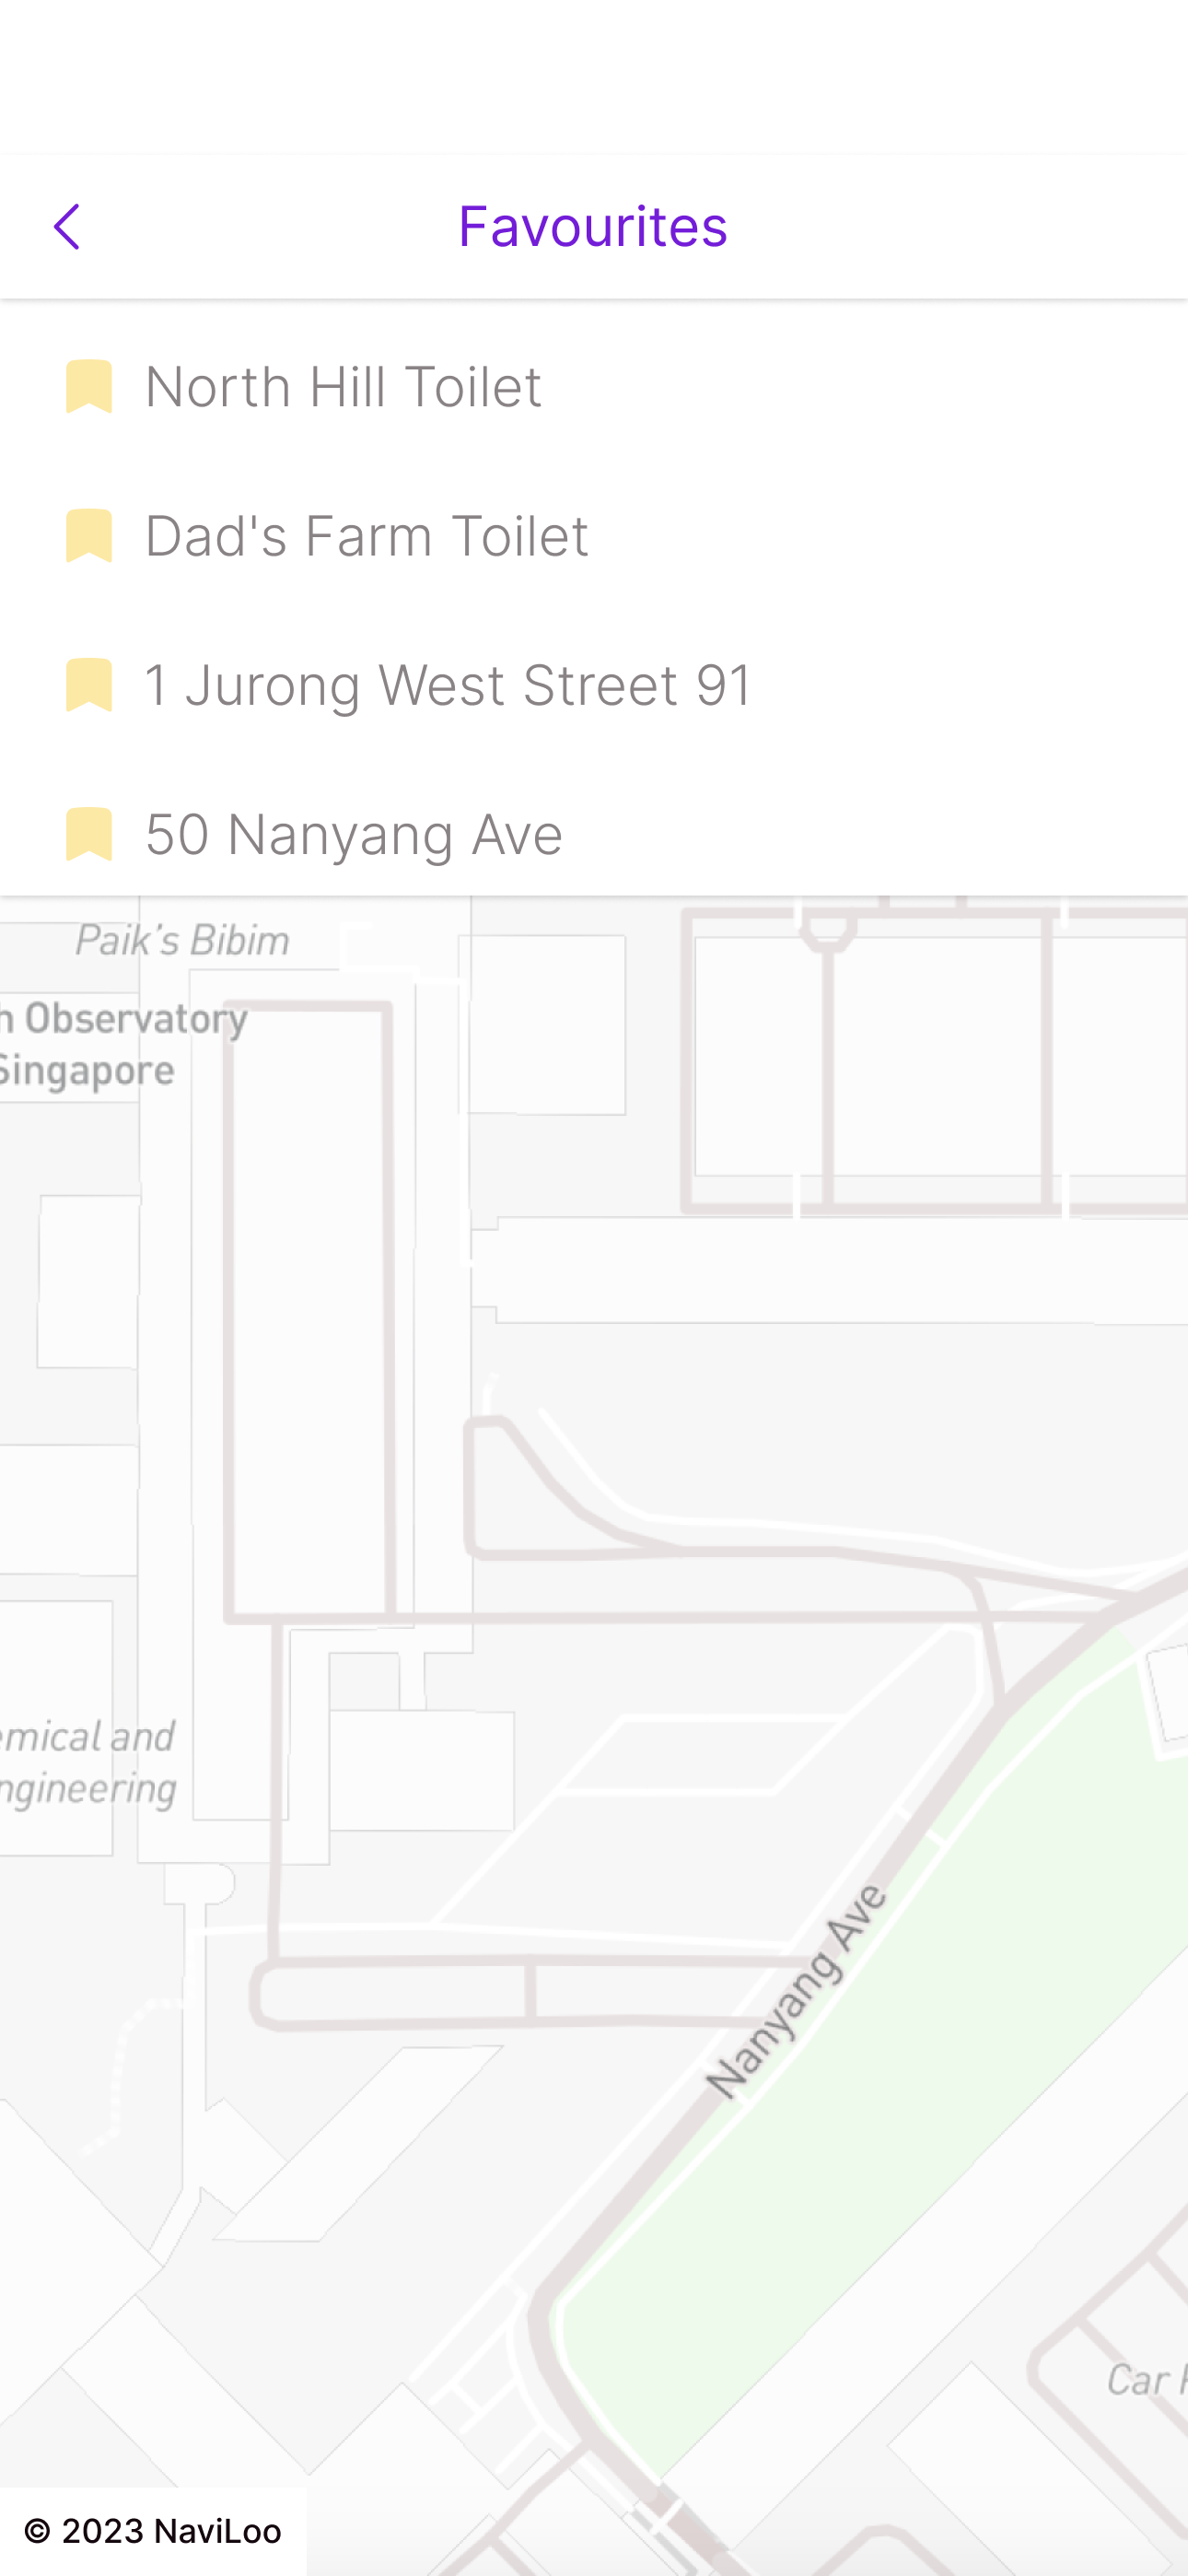 Favourites
North Hill Toilet
Dad's Farm Toilet
1 Jurong West Street 91
50 Nanyang Ave
Paik's Bibim
h Observatory
Singapore
emical and
ngineering
Nanyang Ave
Car
© 2023 NaviLoo